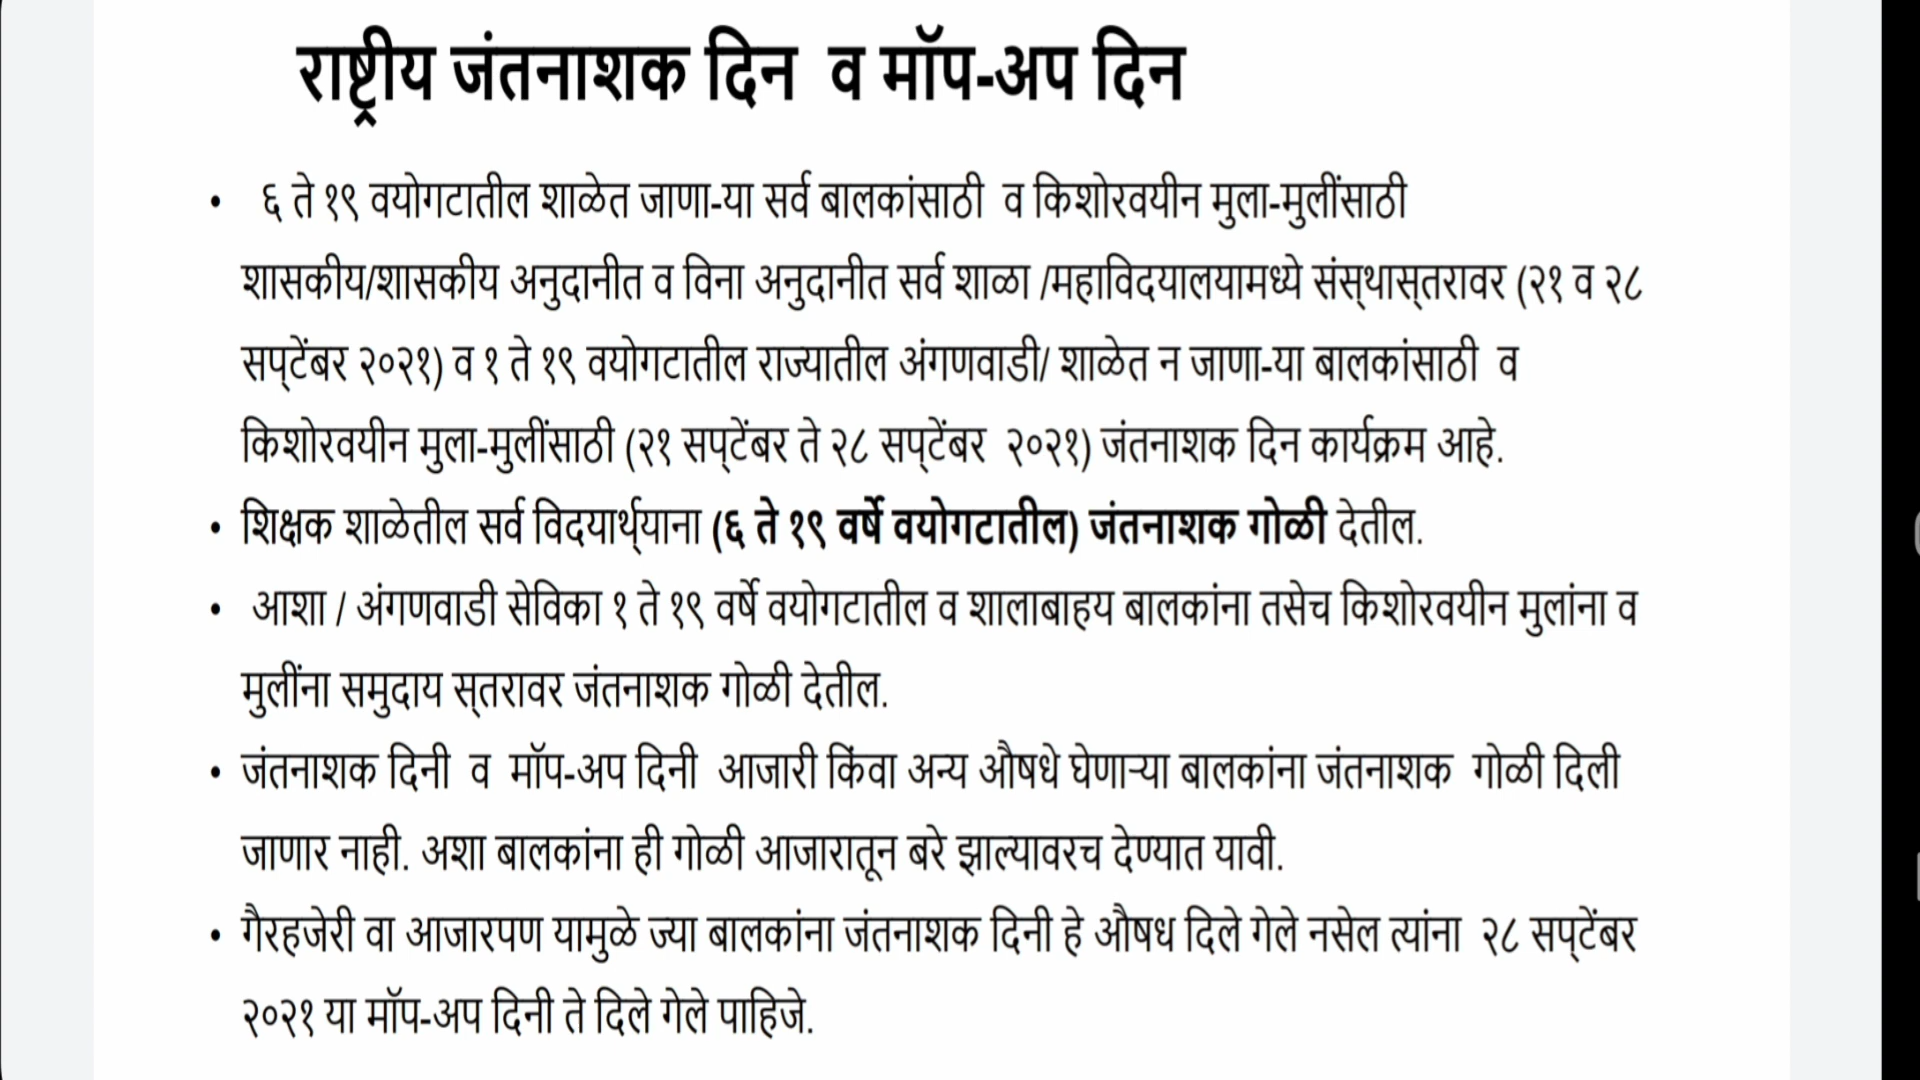 राष्ट्रीय जंतनाशक दिन व मॉप-अप दिन
• ६ ते १९ वयोगटातील शाळेत जाणा-या सर्व बालकांसाठी व किशोरवयीन मुला-मुलींसाठी
शासकीय/शासकीय अनुदानीत व विना अनुदानीत सर्व शाळा /महाविदयालयामध्ये संस्‌थास्‌तरावर (२१ व २८
सप्‌टेंबर २०२१) व १ ते १९ वयोगटातील राज्यातील अंगणवाडी/ शाळेत न जाणा-या बालकांसाठी व
किशोरवयीन मुला-मुलींसाठी (२१ सप्‌टेंबर ते २८ सप्‌टेंबर २०२१) जंतनाशक दिन कार्यक्रम आहे.
• शिक्षक शाळेतील सर्व विदयार्थ्‌याना (६ ते १९ वर्षे वयोगटातील) जंतनाशक गोळी देतील.
• आशा / अंगणवाडी सेविका १ ते १९ वर्षे वयोगटातील व शालाबाहय बालकांना तसेच किशोरवयीन मुलांना व
मुलींना समुदाय स्‌तरावर जंतनाशक गोळी देतील.
• जंतनाशक दिनी व मॉप-अप दिनी आजारी किंवा अन्य औषधे घेणाऱ्या बालकांना जंतनाशक गोळी दिली
जाणार नाही. अशा बालकांना ही गोळी आजारातून बरे झाल्यावरच देण्यात यावी.
• गैरहजेरी वा आजारपण यामुळे ज्या बालकांना जंतनाशक दिनी हे औषध दिले गेले नसेल त्यांना २८ सप्‌टेंबर
२०२१ या मॉप-अप दिनी ते दिले गेले पाहिजे.